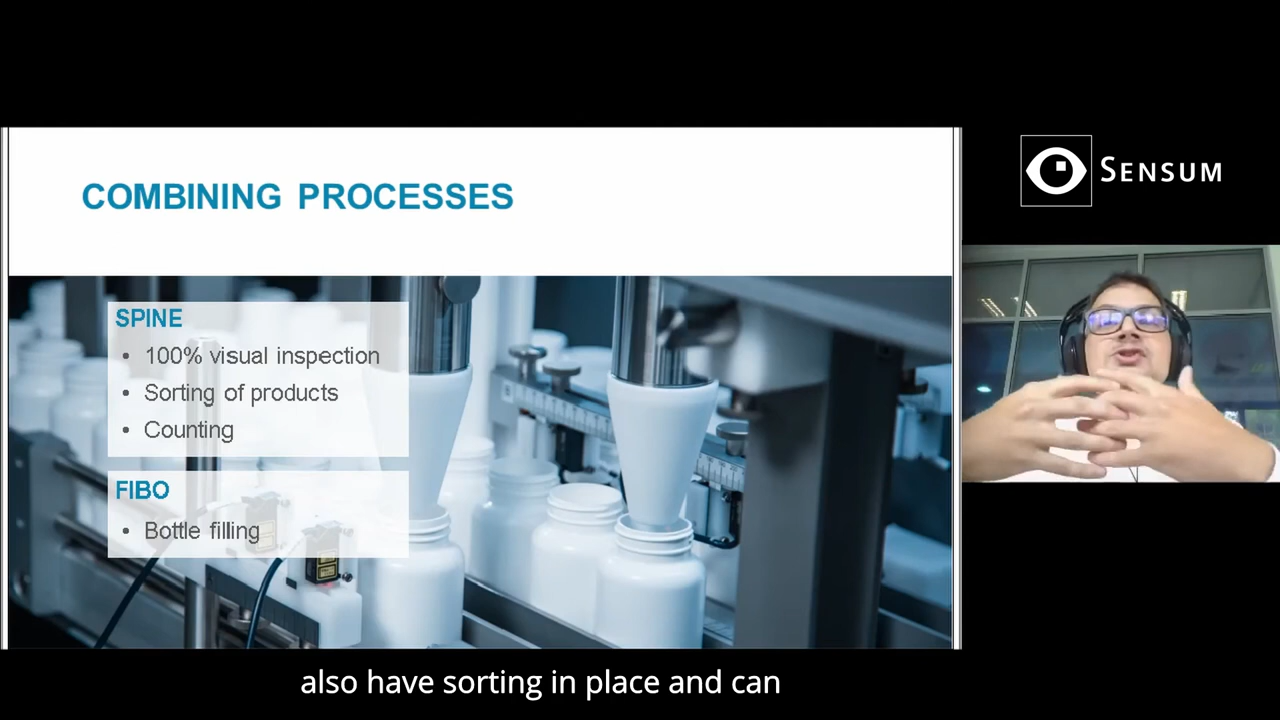 COMBINING PROCESSES
SENSUM
SPINE
• 100% visual inspection
• Sorting of products
• Counting
FIBO
• Bottle filling
also have sorting in place and can